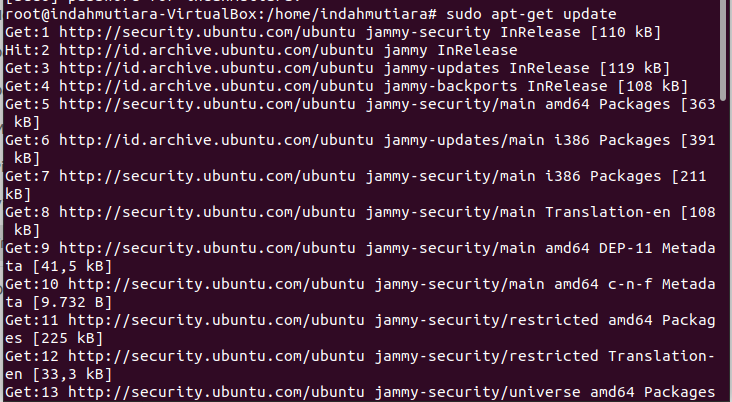 root@indahmutiara-VirtualBox:/home/indahmutiara# sudo apt-get update
Get:1 http://security.ubuntu.com/ubuntu jammy-security InRelease [110 kB]
Hit:2 http://id.archive.ubuntu.com/ubuntu jammy InRelease
Get:3 http://id.archive.ubuntu.com/ubuntu jammy-updates InRelease [119 kB]
Get:4 http://id.archive.ubuntu.com/ubuntu jammy-backports InRelease [108 kB]
Get:5 http://security.ubuntu.com/ubuntu jammy-security/main amd64 Packages [363
 kB]
Get:6 http://id.archive.ubuntu.com/ubuntu jammy-updates/main i386 Packages [391
 kB]
Get:7 http://security.ubuntu.com/ubuntu jammy-security/main i386 Packages [211
kB]
Get:8 http://security.ubuntu.com/ubuntu jammy-security/main Translation-en [108
 kB]
Get:9 http://security.ubuntu.com/ubuntu jammy-security/main amd64 DEP-11 Metada
ta [41,5 kB]
Get:10 http://security.ubuntu.com/ubuntu jammy-security/main amd64 c-n-f Metada
ta [9.732 B]
Get:11 http://security.ubuntu.com/ubuntu jammy-security/restricted amd64 Packag
es [225 kB]
Get:12 http://security.ubuntu.com/ubuntu jammy-security/restricted Translation-
en [33,3 kB]
Get:13 http://security.ubuntu.com/ubuntu jammy-security/universe amd64 Packages